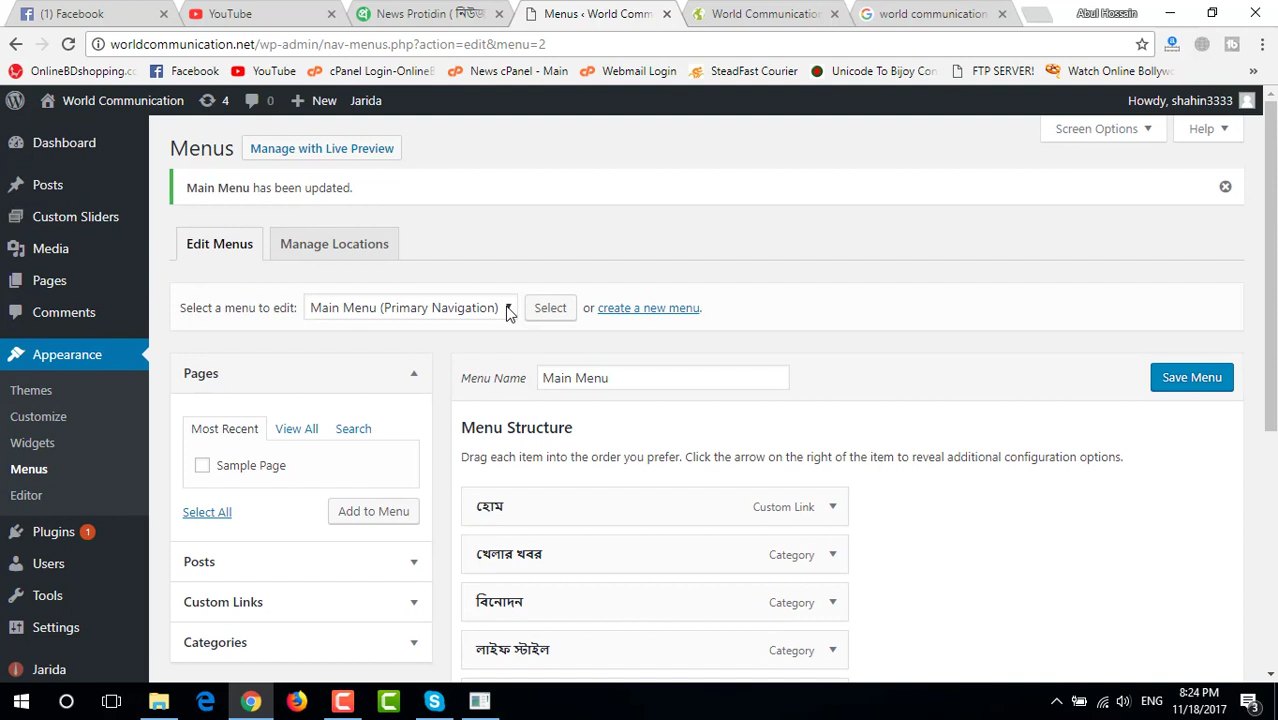 (1) Facebook
YouTube
News Protidin ( নিউজ
Menus ‹ World Comm
World Communication
world communication
Abul Hossain
worldcommunication.net/wp-admin/nav-menus.php?action=edit&menu=2
OnlineBDshopping.co
Facebook
YouTube
cPanel Login-OnlineB
News cPanel - Main
Webmail Login
SteadFast Courier
Unicode To Bijoy Con
FTP SERVER!
Watch Online Bollyw
World Communication
4
0
New
Jarida
Howdy, shahin3333
Dashboard
Posts
Custom Sliders
Media
Pages
Comments
Appearance
Themes
Customize
Widgets
Menus
Editor
Plugins 1
Users
Tools
Settings
Jarida
Screen Options
Help
Menus
Manage with Live Preview
Main Menu has been updated.
Edit Menus
Manage Locations
Select a menu to edit: Main Menu (Primary Navigation) Select or create a new menu.
Pages
Most Recent View All Search
Sample Page
Select All
Add to Menu
Posts
Custom Links
Categories
Menu Name Main Menu
Save Menu
Menu Structure
Drag each item into the order you prefer. Click the arrow on the right of the item to reveal additional configuration options.
হোম Custom Link
খেলার খবর Category
বিনোদন Category
লাইফ স্টাইল Category
ENG
8:24 PM
11/18/2017
3